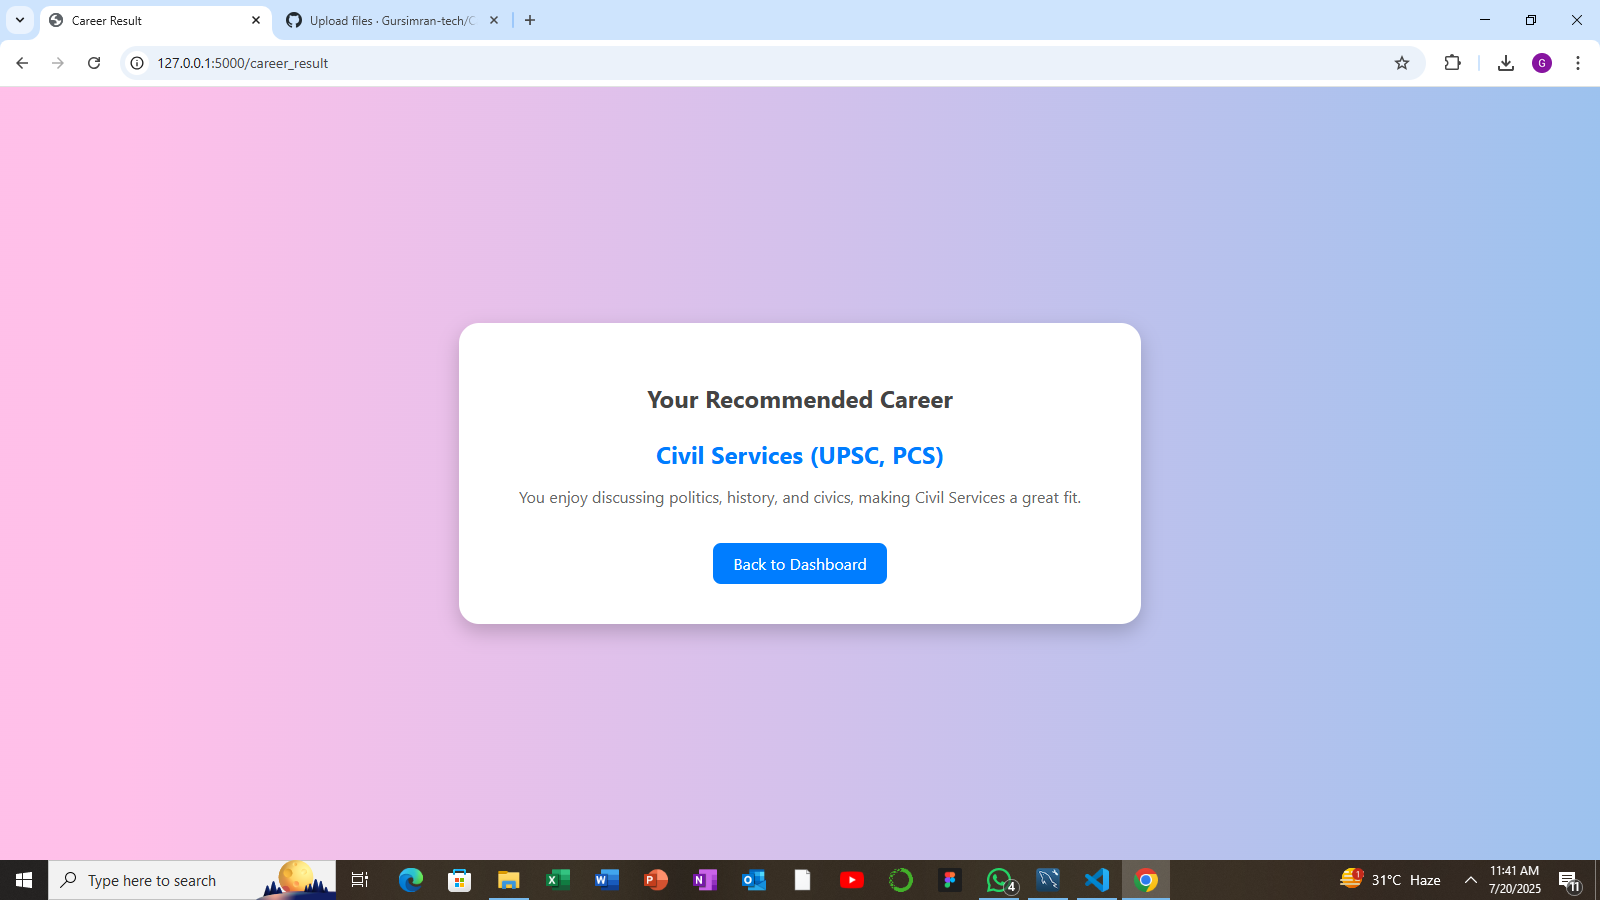 Career Result
Upload files · Gursimran-tech/C
127.0.0.1:5000/career_result
G
Your Recommended Career
Civil Services (UPSC, PCS)
You enjoy discussing politics, history, and civics, making Civil Services a great fit.
Back to Dashboard
Type here to search
4
1
31°C Haze
11:41 AM
7/20/2025
11